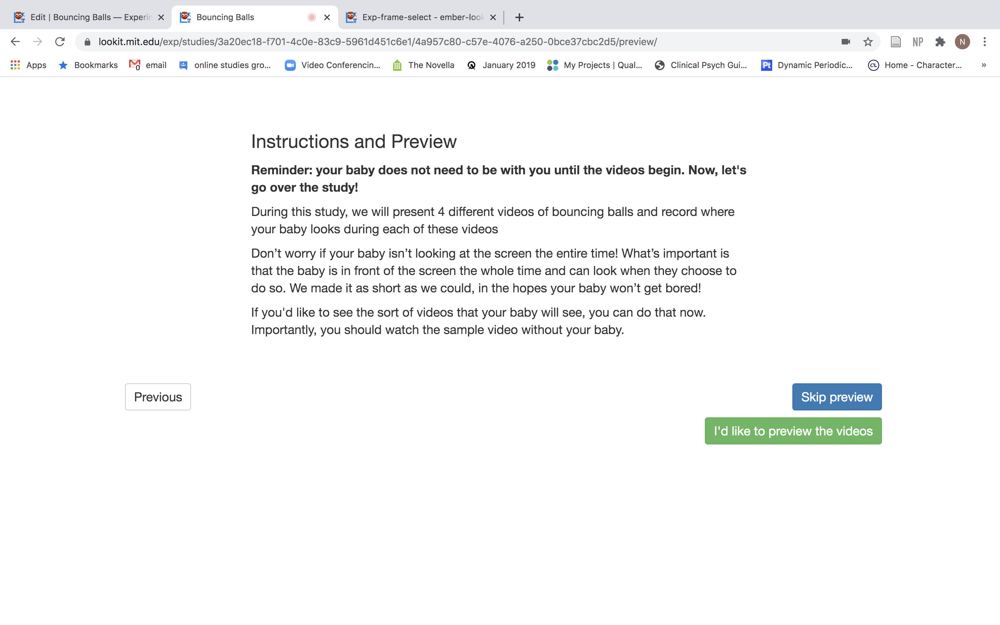 Edit | Bouncing Balls — Experin
Bouncing Balls
Exp-frame-select - ember-look
lookit.mit.edu/exp/studies/3a20ec18-f701-4c0e-83c9-5961d451c6e1/4a957c80-c57e-4076-a250-0bce37cbc2d5/preview/
NP
N
Apps
Bookmarks
0
email
online studies gro...
Video Conferencin...
The Novella
January 2019
My Projects | Qual...
Clinical Psych Gui...
Pt
Dynamic Periodic...
CL
Home - Character...
»
Instructions and Preview
Reminder: your baby does not need to be with you until the videos begin. Now, let's
go over the study!
During this study, we will present 4 different videos of bouncing balls and record where
your baby looks during each of these videos
Don’t worry if your baby isn’t looking at the screen the entire time! What’s important is
that the baby is in front of the screen the whole time and can look when they choose to
do so. We made it as short as we could, in the hopes your baby won’t get bored!
If you'd like to see the sort of videos that your baby will see, you can do that now.
Importantly, you should watch the sample video without your baby.
Previous
Skip preview
I'd like to preview the videos